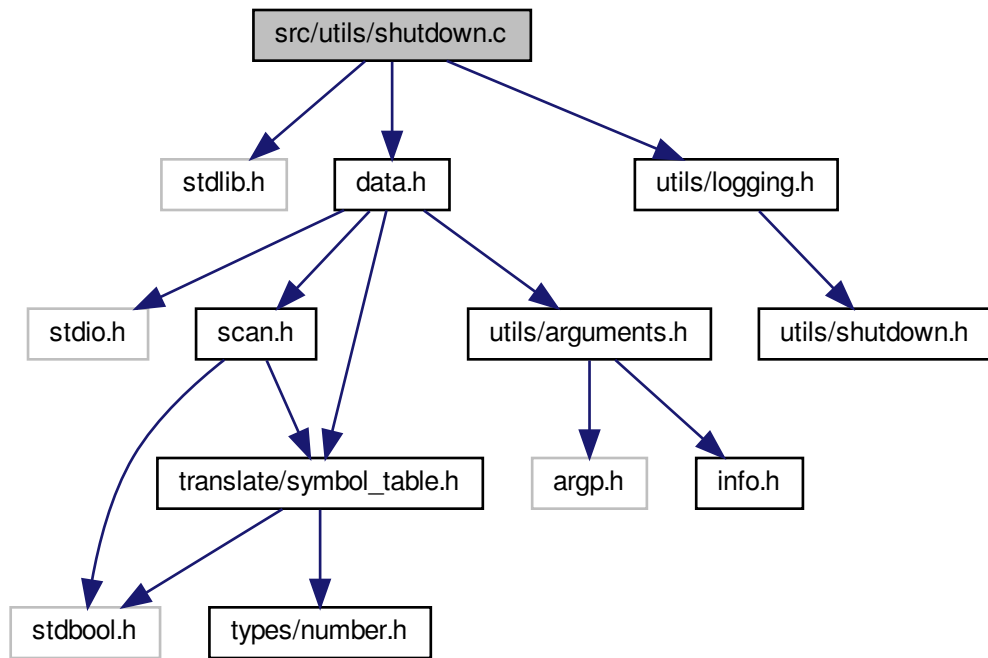 src/utils/shutdown.c
stdlib.h
data.h
utils/logging.h
stdio.h
scan.h
utils/arguments.h
utils/shutdown.h
translate/symbol_table.h
argp.h
info.h
stdbool.h
types/number.h